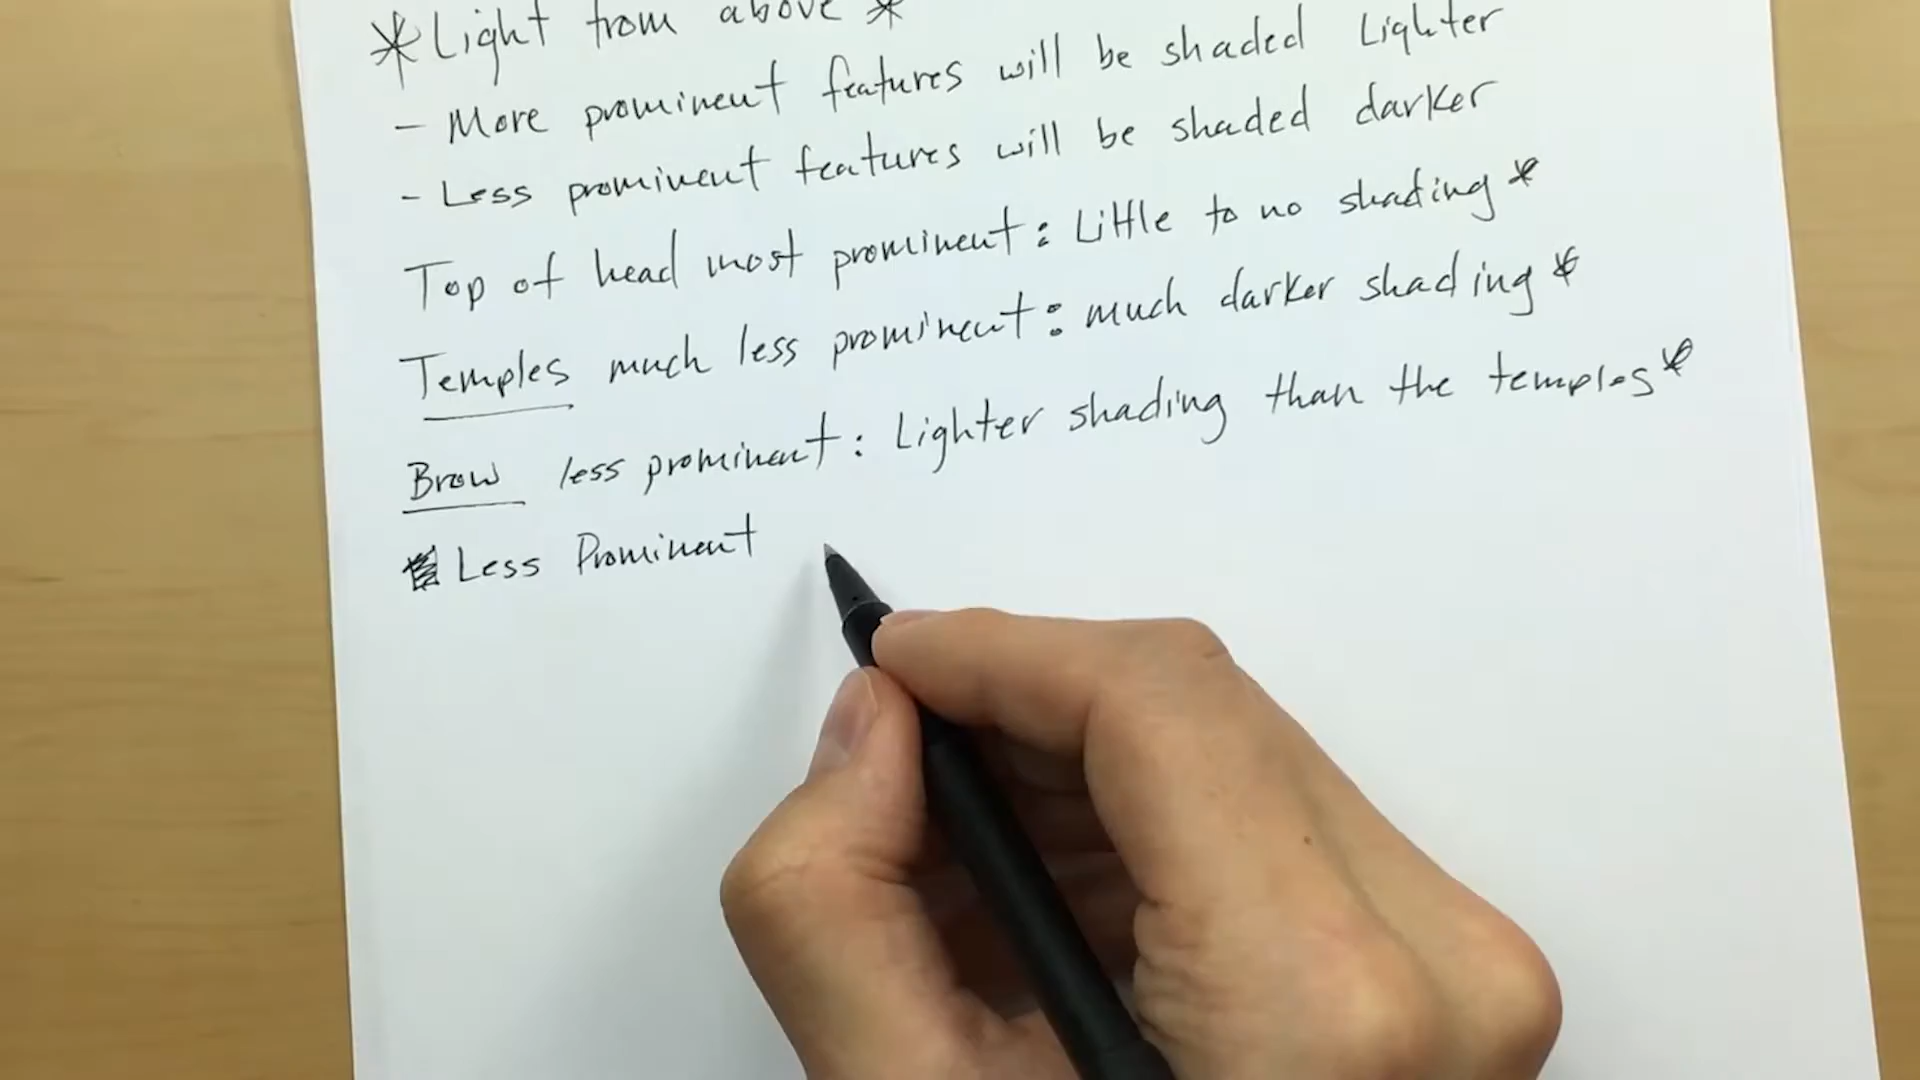 *Light from above*
- More prominent features will be shaded Lighter
- Less prominent features will be shaded darker
Top of head most prominent: Little to no shading*
Temples much less prominent: much darker shading*
Brow less prominent: Lighter shading than the temples*
Less Prominent